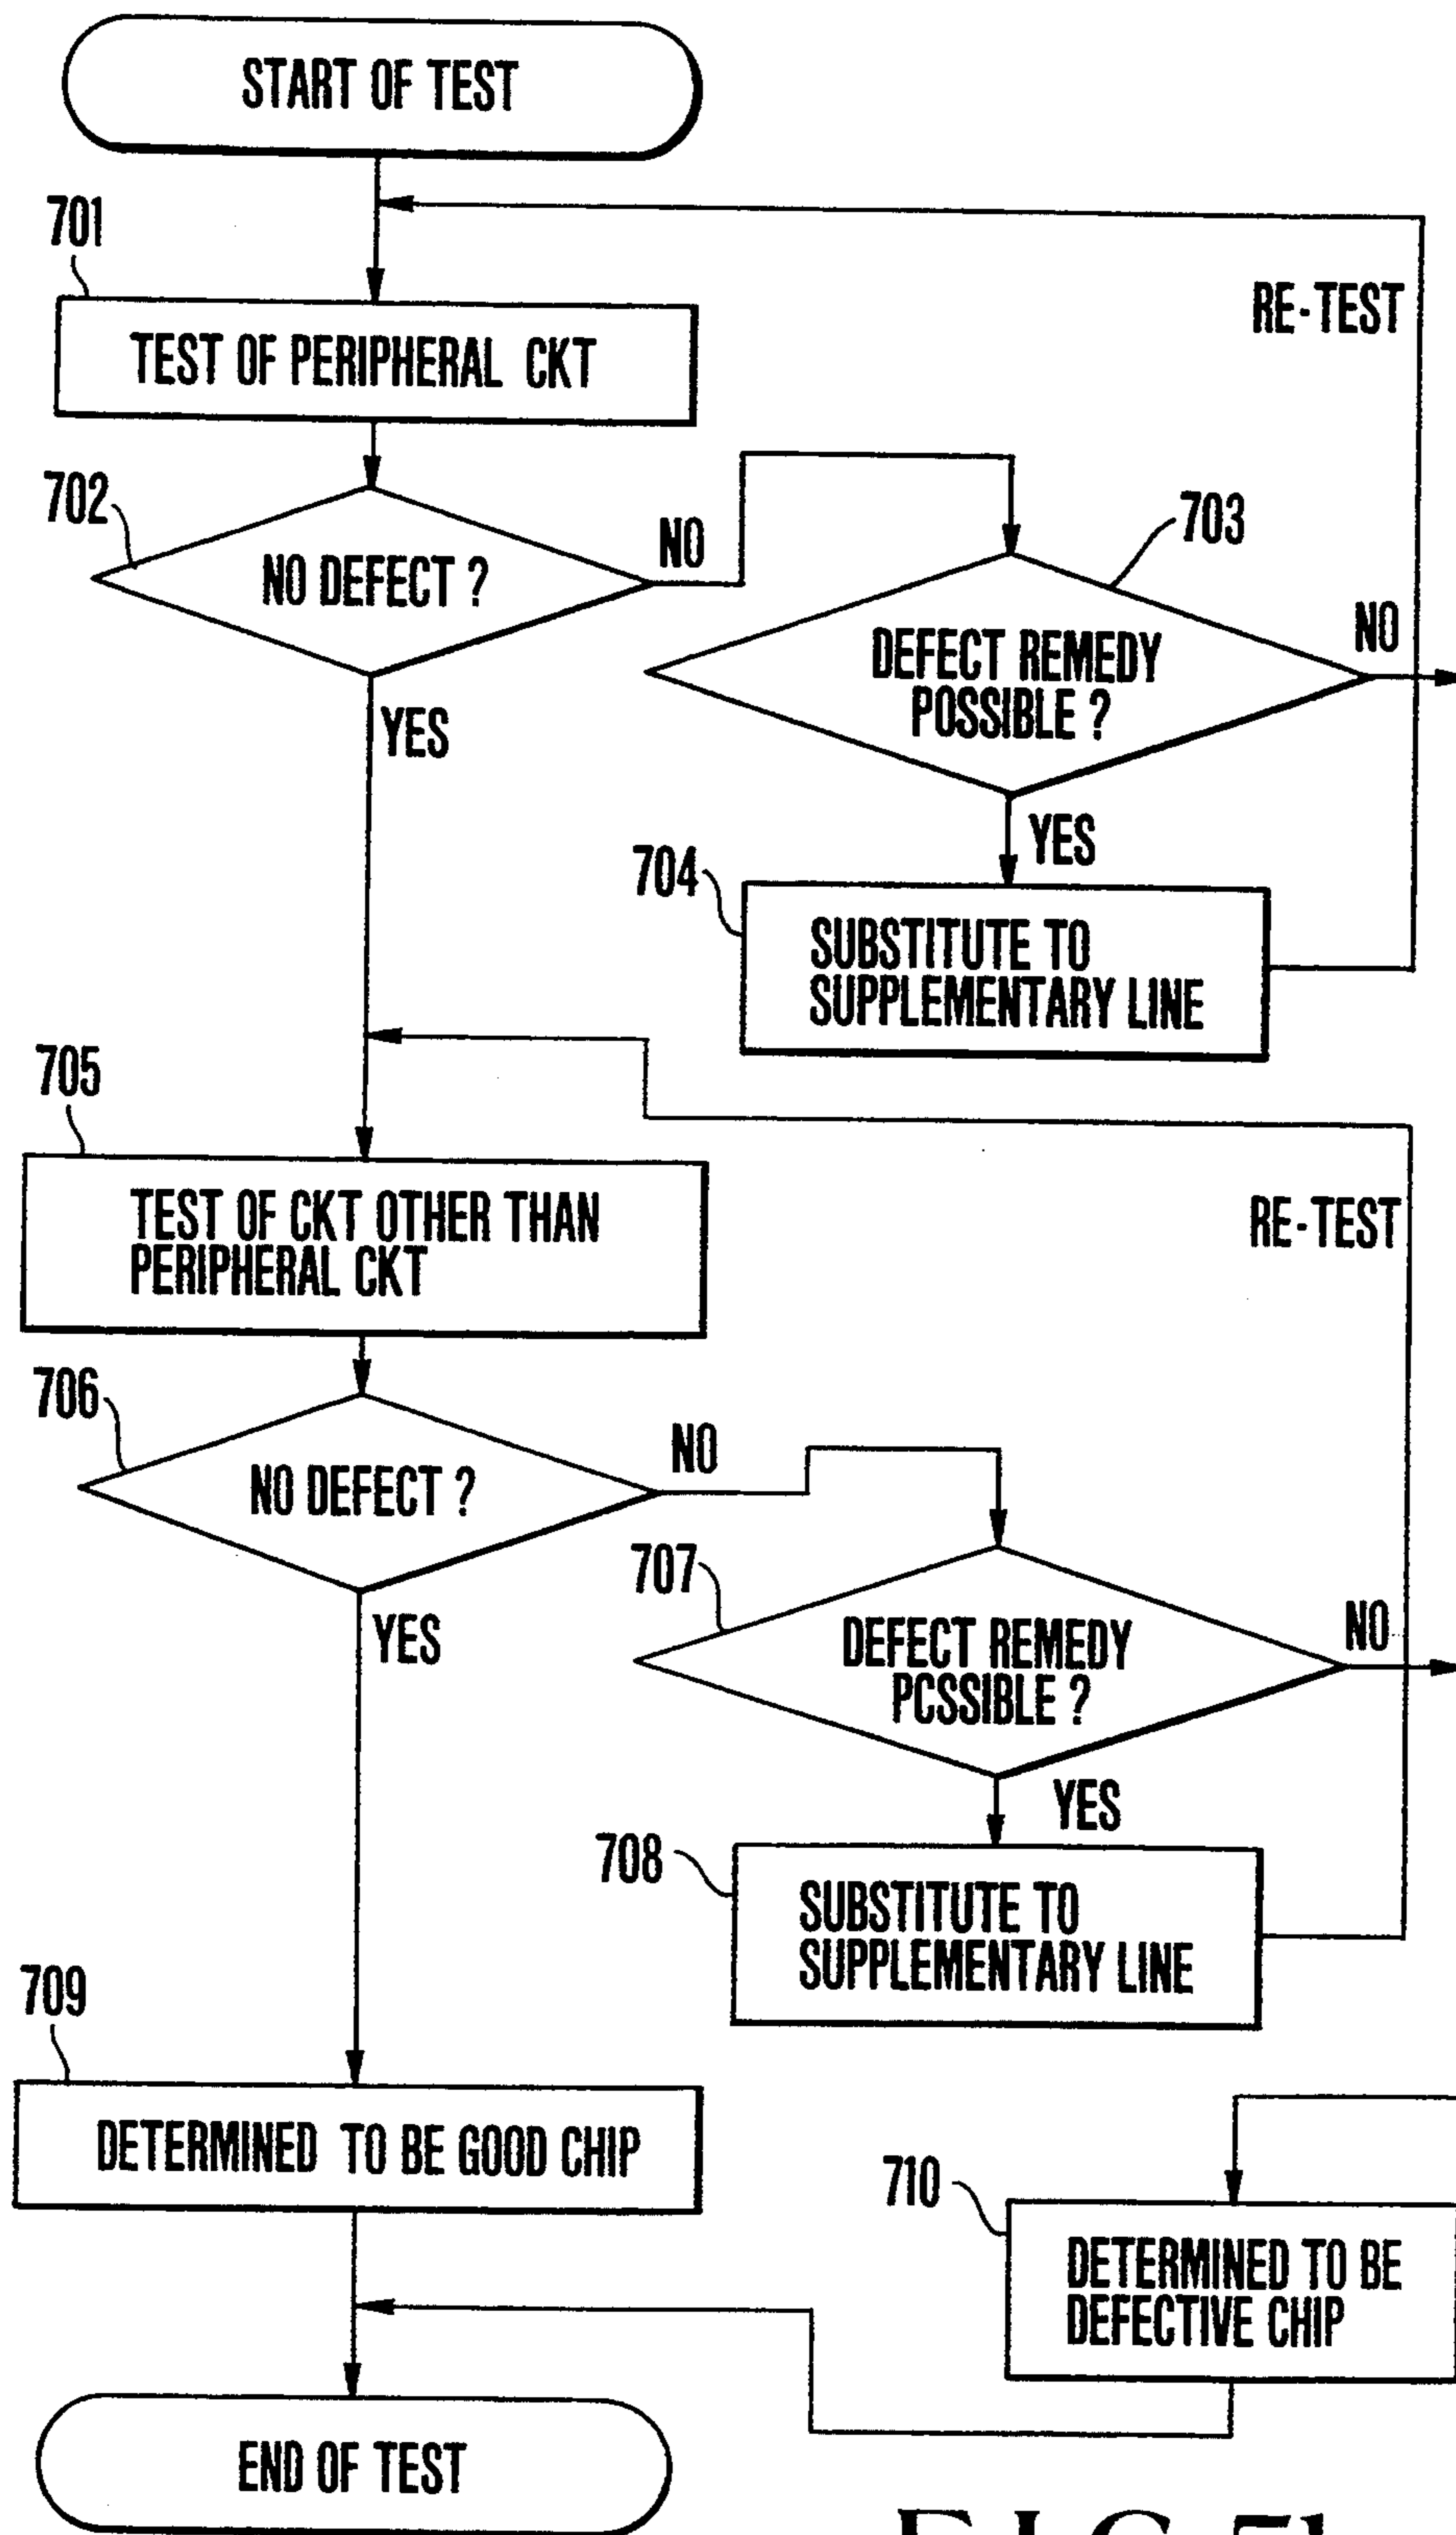 START OF TEST
701
RE-TEST
TEST OF PERIPHERAL CKT
702
NO DEFECT ?
NO
703
DEFECT REMEDY
POSSIBLE ?
NO
YES
YES
704
SUBSTITUTE TO
SUPPLEMENTARY LINE
705
TEST OF CKT OTHER THAN
PERIPHERAL CKT
RE-TEST
706
NO DEFECT ?
NO
707
DEFECT REMEDY
PCSSIBLE ?
NO
YES
YES
708
SUBSTITUTE TO
SUPPLEMENTARY LINE
709
DETERMINED TO BE GOOD CHIP
710
DETERMINED TO BE
DEFECTIVE CHIP
END OF TEST